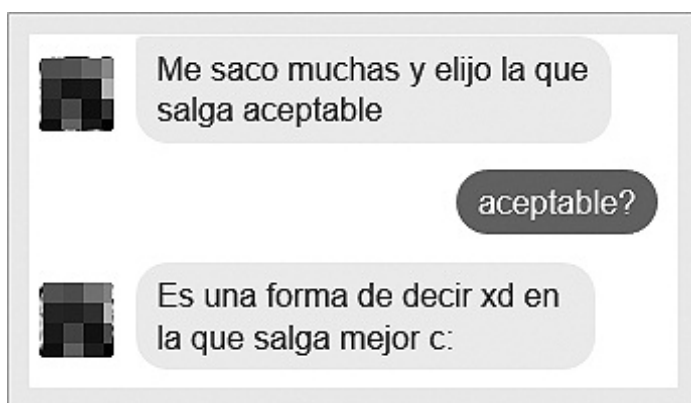 Me saco muchas y elijo la que
salga aceptable
aceptable?
Es una forma de decir xd en
la que salga mejor c: